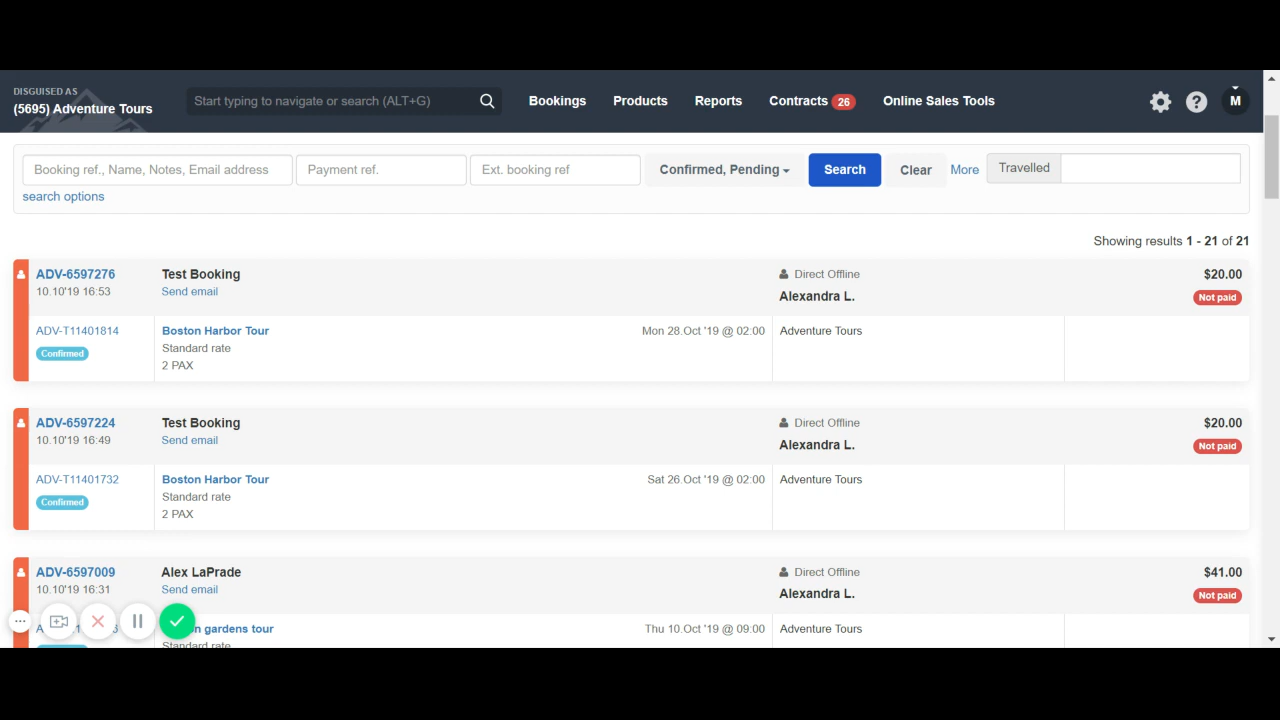 DISGUISED AS
(5695) Adventure Tours
Start typing to navigate or search (ALT+G)
Bookings
Products
Reports
Contracts 26
Online Sales Tools
M
Booking ref., Name, Notes, Email address
Payment ref.
Ext. booking ref
Confirmed, Pending
Search
Clear
More
Travelled
search options
Showing results 1 - 21 of 21
ADV-6597276
Test Booking
Direct Offline
$20.00
10.10'19 16:53
Send email
Alexandra L.
Not paid
ADV-T11401814
Boston Harbor Tour
Mon 28.Oct '19 @ 02:00
Adventure Tours
Confirmed
Standard rate
2 PAX
ADV-6597224
Test Booking
Direct Offline
$20.00
10.10'19 16:49
Send email
Alexandra L.
Not paid
ADV-T11401732
Boston Harbor Tour
Sat 26.Oct '19 @ 02:00
Adventure Tours
Confirmed
Standard rate
2 PAX
ADV-6597009
Alex LaPrade
Direct Offline
$41.00
10.10'19 16:31
Send email
Alexandra L.
Not paid
gardens tour
Thu 10.Oct '19 @ 09:00
Adventure Tours
Standard rate